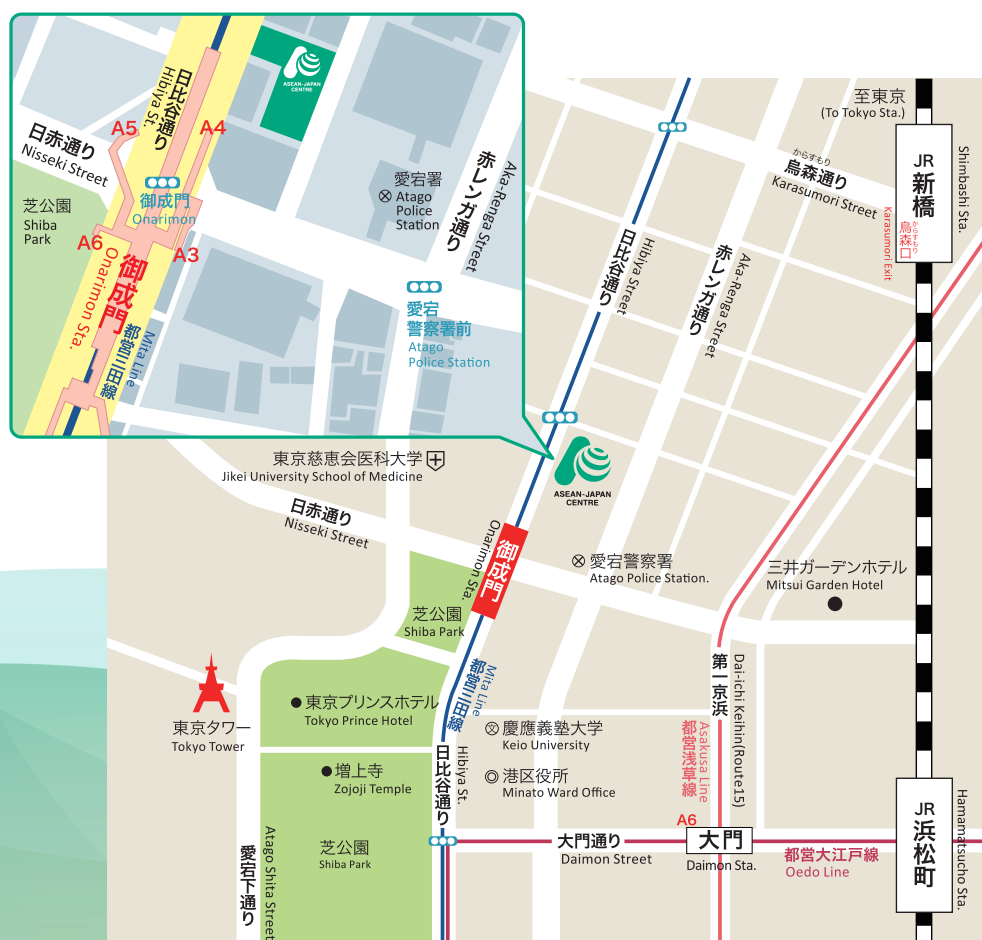 日比谷通り
Hibiya St.
ASEAN-JAPAN
CENTRE
A5
A4
日赤通り
Nisseki Street
御成門
Onarimon
芝公園
Shiba
Park
A6
A3
御成門
Onarimon Sta.
都営三田線
Mita Line
愛宕署
Atago
Police
Station
赤レンガ通り
Aka-Renga Street
愛宕
警察署前
Atago
Police Station
至東京
(To Tokyo Sta.)
からすもり
烏森通り
Karasumori Street
JR
新橋
Shimbashi Sta.
からすもり
烏森口
Karasumori Exit
日比谷通り
Hibiya Street
赤レンガ通り
Aka-Renga Street
東京慈恵会医科大学
Jikei University School of Medicine
ASEAN-JAPAN
CENTRE
日赤通り
Nisseki Street
御成門
Onarimon Sta.
愛宕警察署
Atago Police Station.
三井ガーデンホテル
Mitsui Garden Hotel
芝公園
Shiba Park
都営三田線
Mita Line
第一京浜
Dai-ichi Keihin(Route15)
東京タワー
Tokyo Tower
東京プリンスホテル
Tokyo Prince Hotel
慶應義塾大学
Keio University
都営浅草線
Asakusa Line
増上寺
Zojoji Temple
日比谷通り
Hibiya St.
港区役所
Minato Ward Office
芝公園
Shiba Park
愛宕下通り
Atago Shita Street
大門通り
Daimon Street
A6
大門
Daimon Sta.
都営大江戸線
Oedo Line
JR
浜松町
Hamamatsucho Sta.